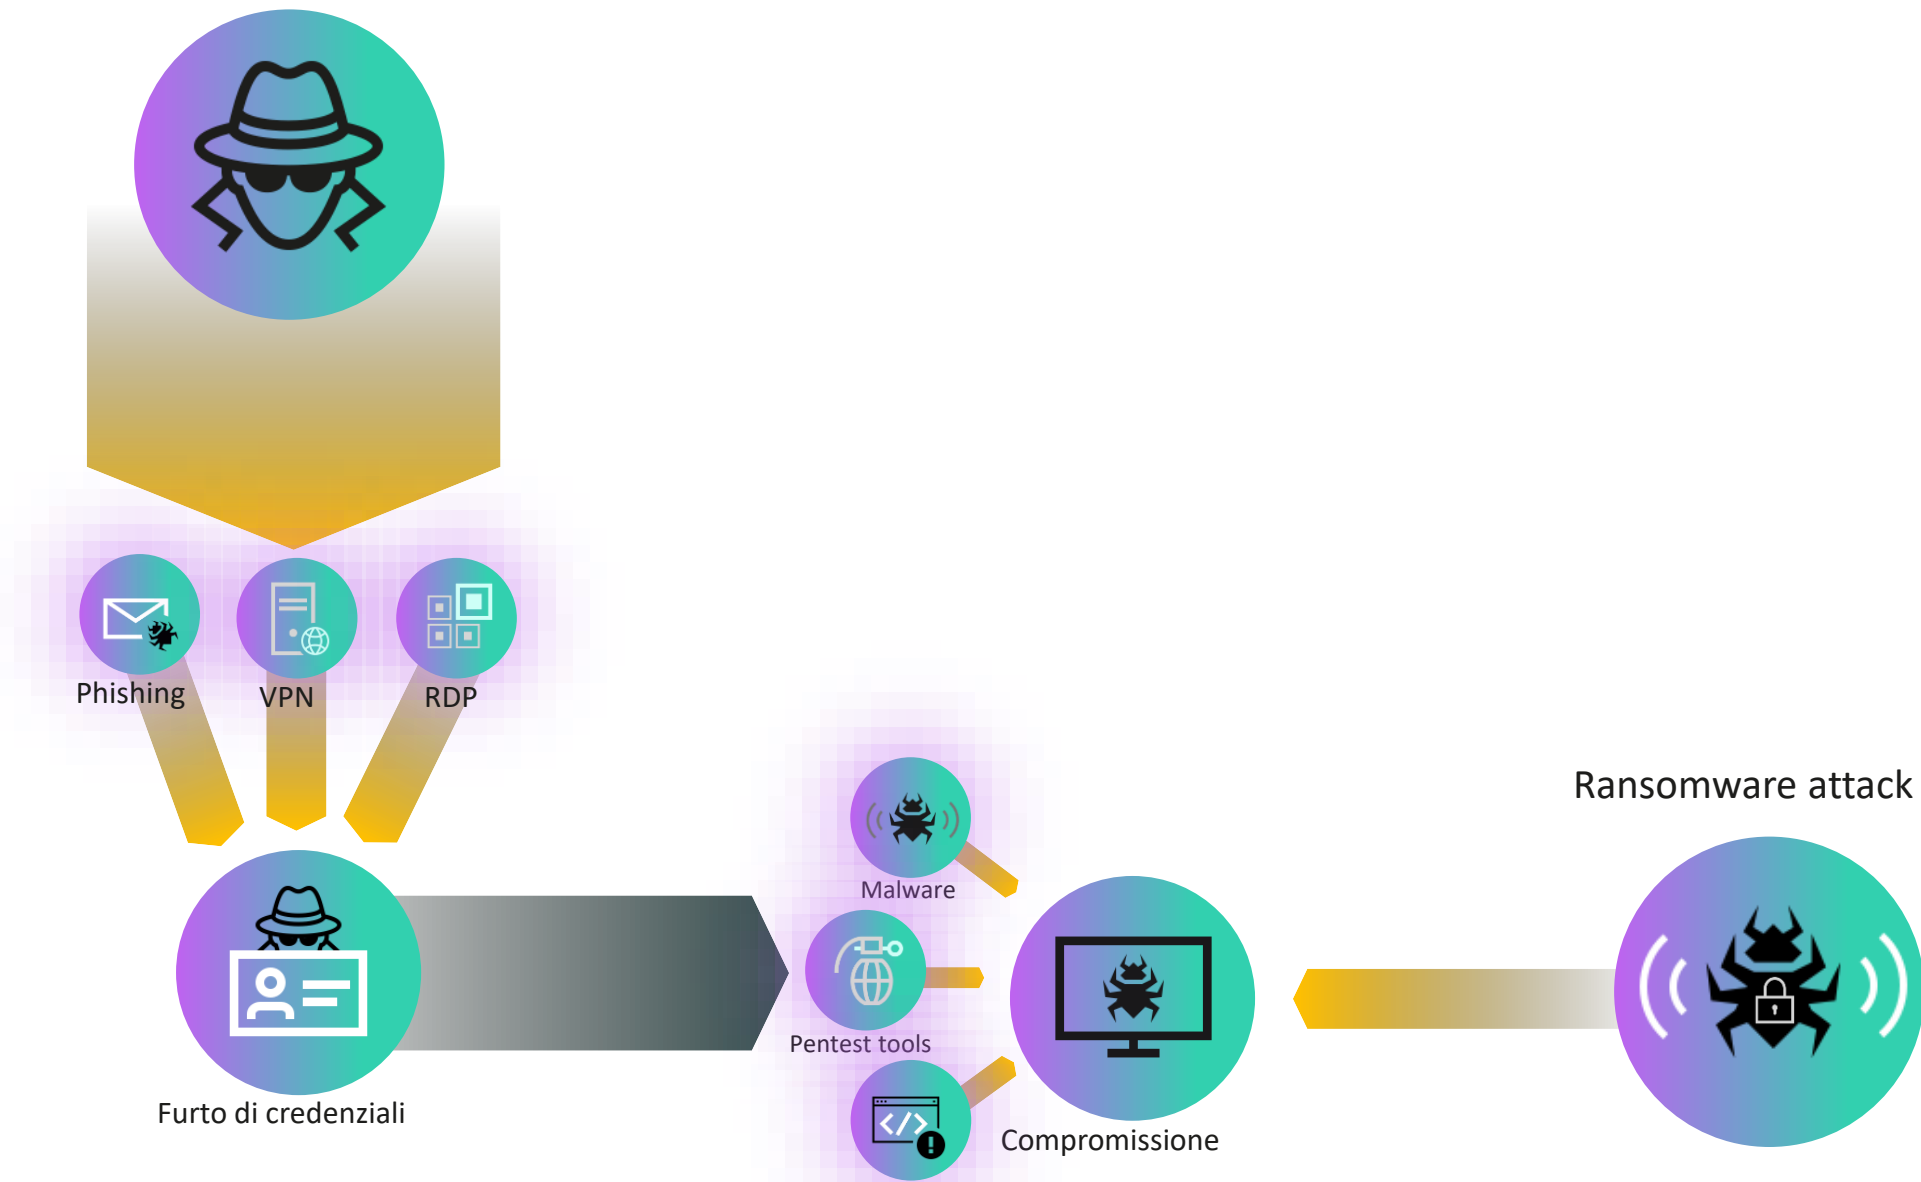 Phishing
VPN
RDP
Ransomware attack
Malware
Pentest tools
Furto di credenziali
Compromissione